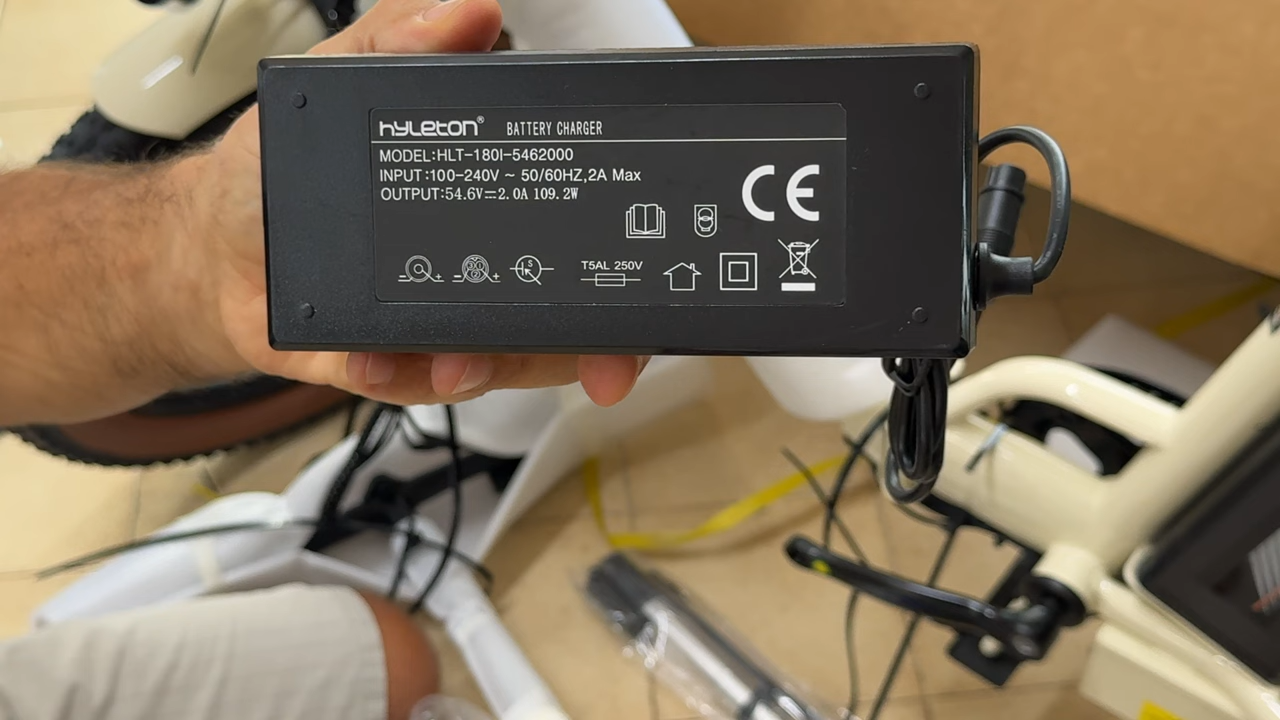 hyleton® BATTERY CHARGER
MODEL:HLT-180I-5462000
INPUT:100-240V ~ 50/60HZ,2A Max
OUTPUT:54.6V⎓2.0A 109.2W
CE
T5AL 250V